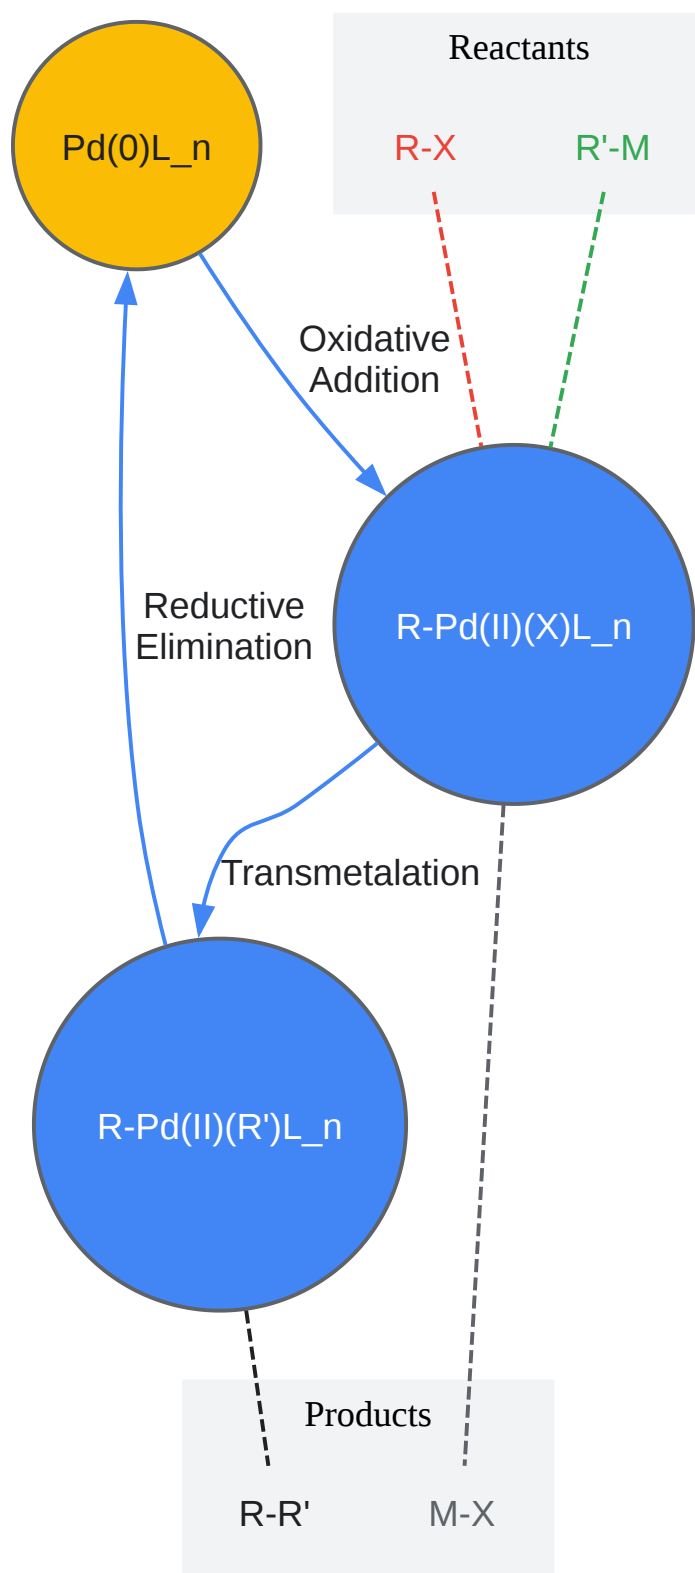 Reactants
Pd(0)L_n
R-X
R'-M
Oxidative
Addition
Reductive
Elimination
R-Pd(II)(X)L_n
Transmetalation
R-Pd(II)(R')L_n
Products
R-R'
M-X